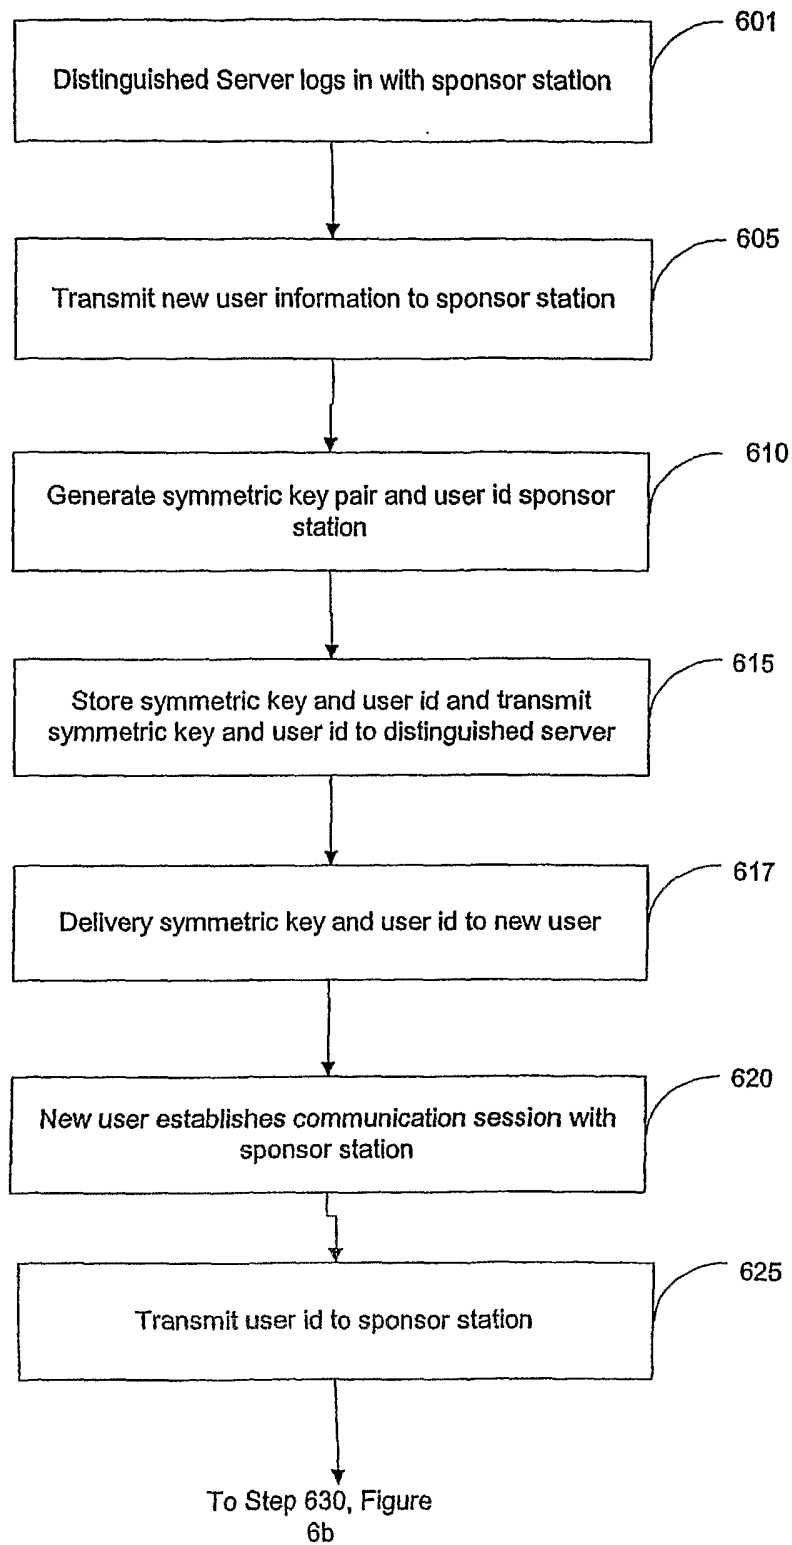 601
Distinguished Server logs in with sponsor station
605
Transmit new user information to sponsor station
610
Generate symmetric key pair and user id sponsor
station
615
Store symmetric key and user id and transmit
symmetric key and user id to distinguished server
617
Delivery symmetric key and user id to new user
620
New user establishes communication session with
sponsor station
625
Transmit user id to sponsor station
To Step 630, Figure
6b